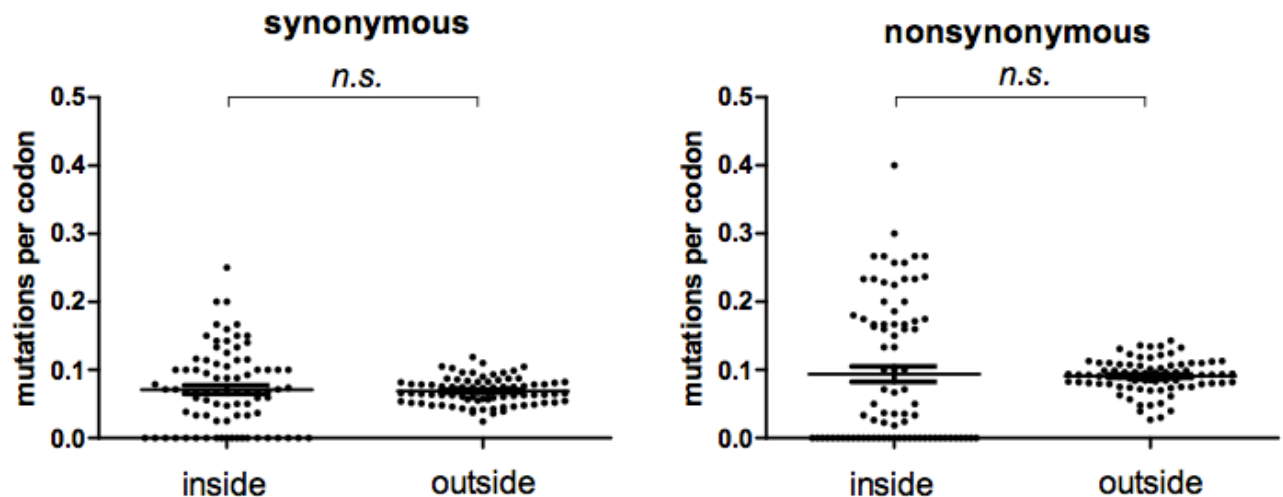 synonymous
n.s.
mutations per codon
0.5
0.4
0.3
0.2
0.1
0.0
inside outside
nonsynonymous
n.s.
mutations per codon
0.5
0.4
0.3
0.2
0.1
0.0
inside outside